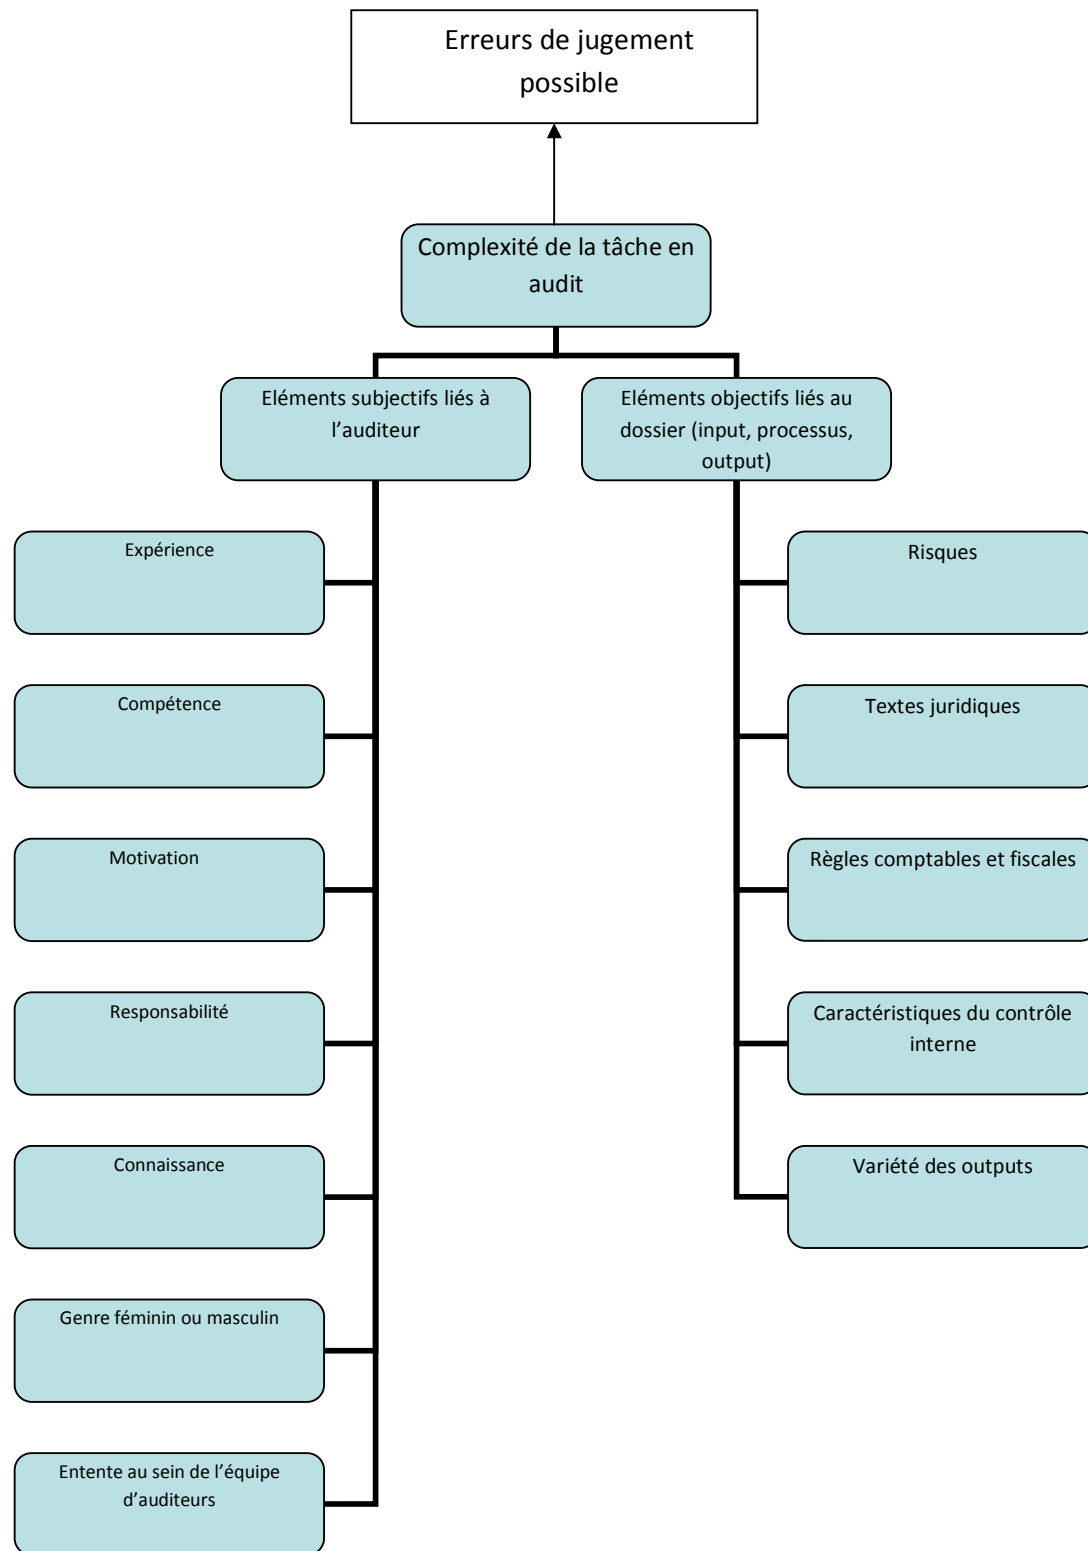 Erreurs de jugement
possible
Complexité de la tâche en
audit
Eléments subjectifs liés à
l’auditeur
Eléments objectifs liés au
dossier (input, processus,
output)
Expérience
Risques
Compétence
Textes juridiques
Motivation
Règles comptables et fiscales
Responsabilité
Caractéristiques du contrôle
interne
Connaissance
Variété des outputs
Genre féminin ou masculin
Entente au sein de l’équipe
d’auditeurs